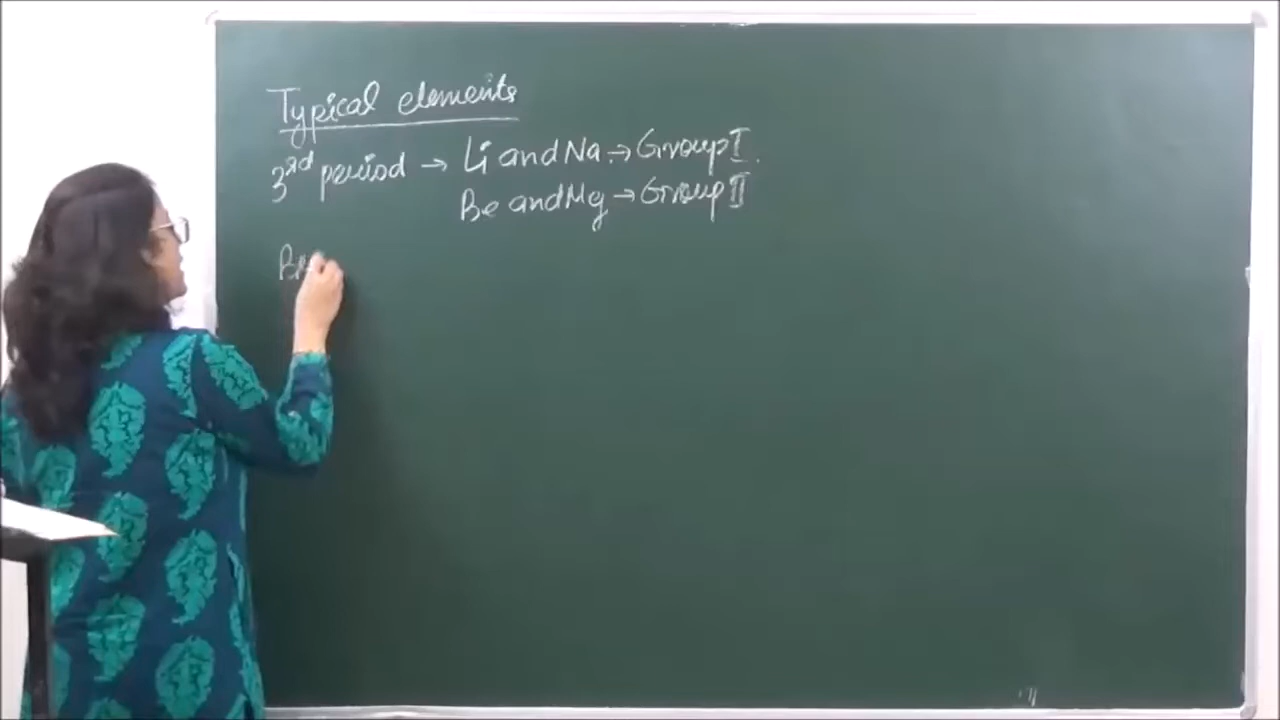 Typical elements
3rd period → Li and Na. → Group I.
Be and Mg → Group II